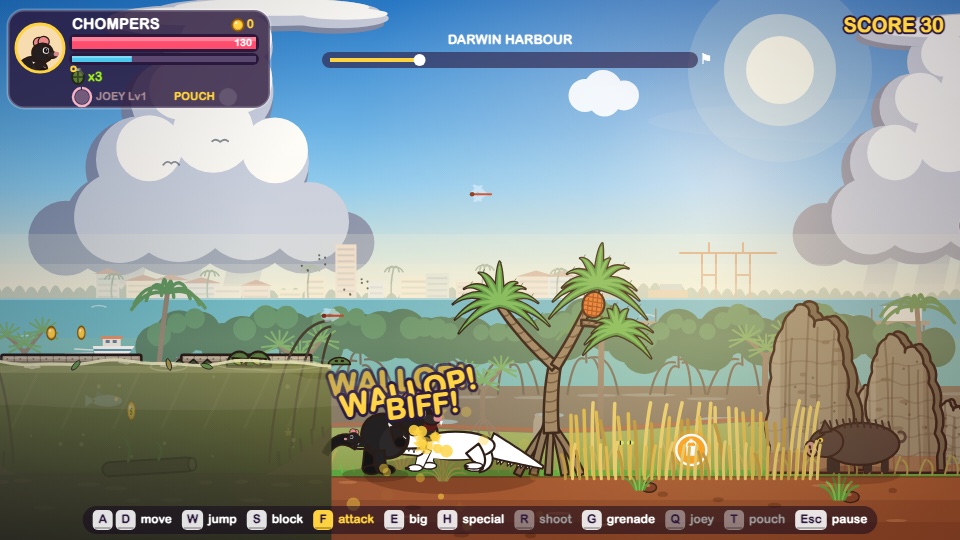 CHOMPERS 0
130
x3
JOEY Lv1 POUCH
DARWIN HARBOUR
SCORE 30
WALLOP!
WALLOP!
BIFF!
A D move W jump S block F attack E big H special R shoot G grenade Q joey T pouch Esc pause